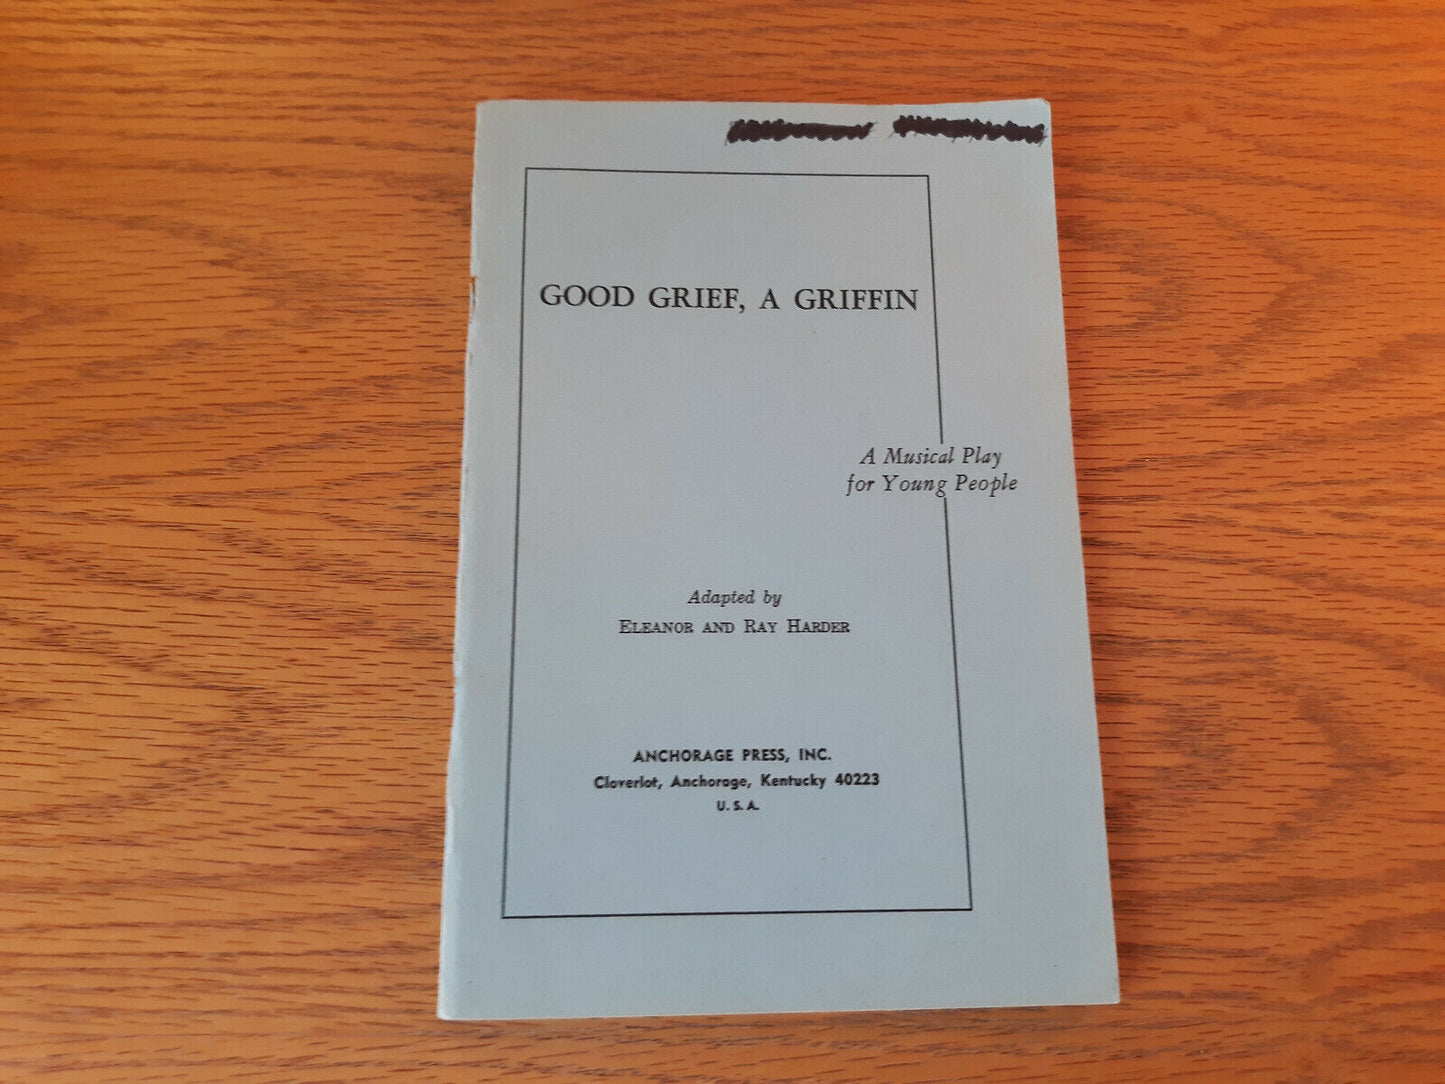 GOOD GRIEF, A GRIFFIN
A Musical Play
for Young People
Adapted by
ELEANOR AND RAY HARDER
ANCHORAGE PRESS, INC.
Cloverlot, Anchorage, Kentucky 40223
U. S. A.